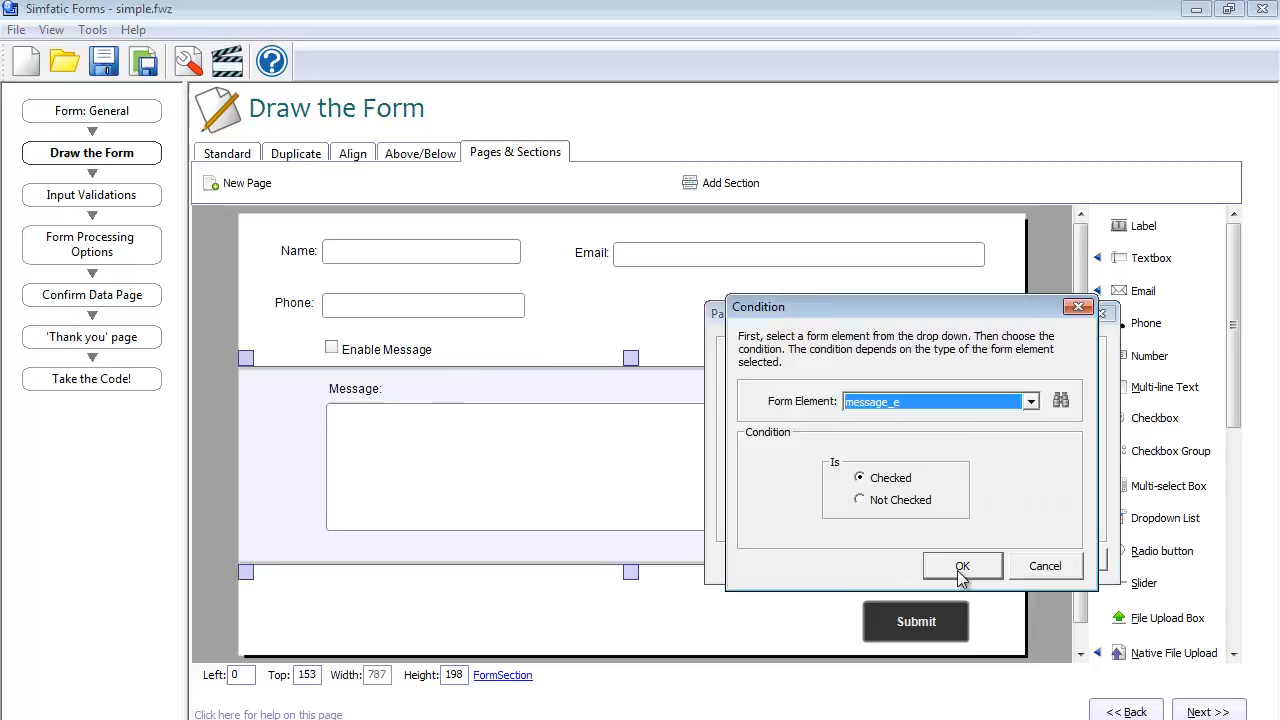 Simfatic Forms - simple.fwz
File View Tools Help
Form: General
Draw the Form
Input Validations
Form Processing
Options
Confirm Data Page
'Thank you' page
Take the Code!
Draw the Form
Standard Duplicate Align Above/Below Pages & Sections
New Page Add Section
Name: Email:
Phone:
Enable Message
Message:
Submit
Pa
Condition
First, select a form element from the drop down. Then choose the
condition. The condition depends on the type of the form element
selected.
Form Element: message_e
Condition
Is
Checked
Not Checked
OK Cancel
Label
Textbox
Email
Phone
Number
Multi-line Text
Checkbox
Checkbox Group
Multi-select Box
Dropdown List
Radio button
Slider
File Upload Box
Native File Upload
Left: 0 Top: 153 Width: 787 Height: 198 FormSection
Click here for help on this page
<< Back Next >>